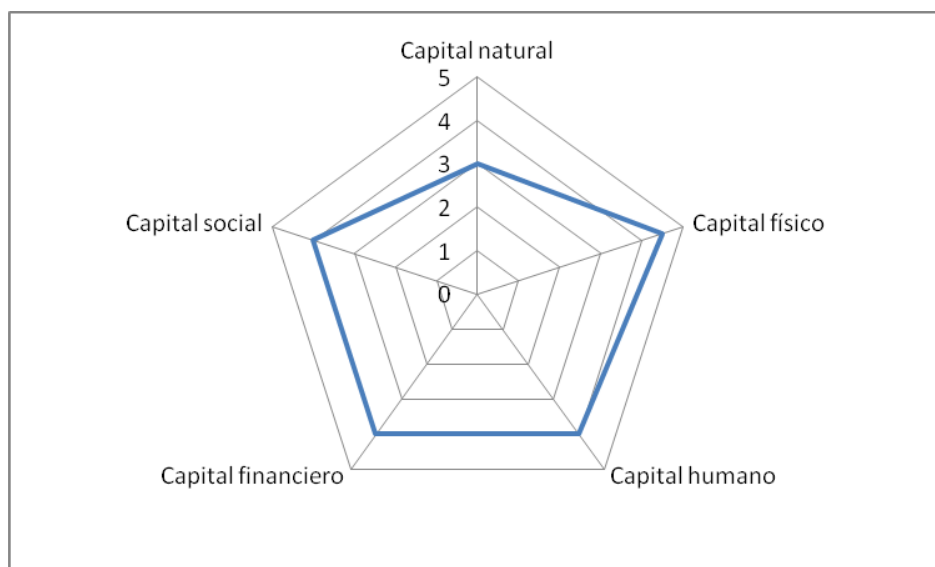 Capital natural
5
4
3
2
1
0
Capital social
Capital físico
Capital financiero
Capital humano